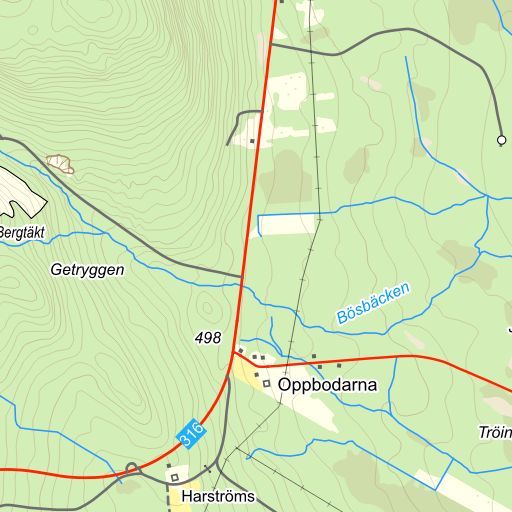 Bergtäkt
Getryggen
Bösbäcken
498
Oppbodarna
316
Tröin
Harströms